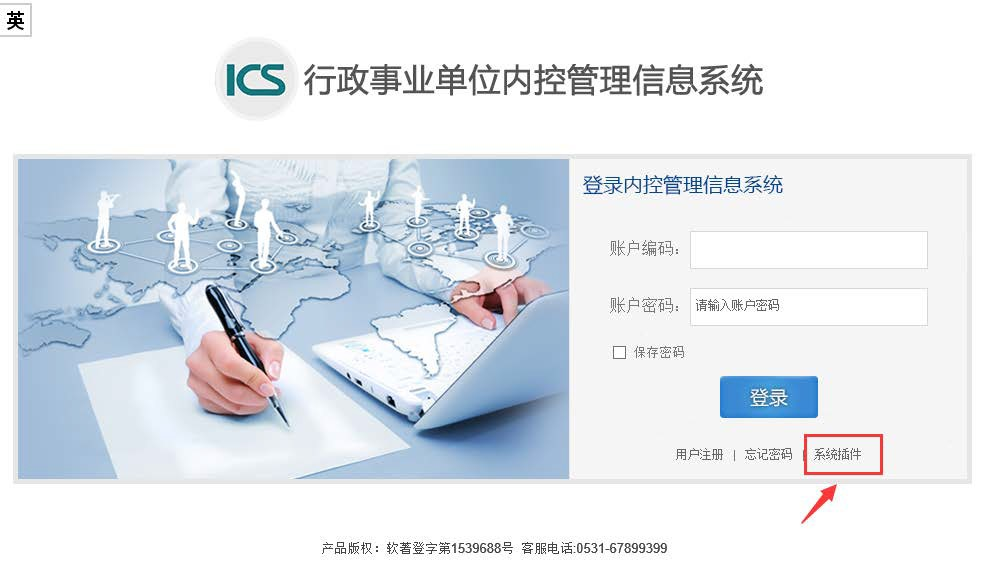 英
ICS 行政事业单位内控管理信息系统
登录内控管理信息系统
账户编码：
账户密码： 请输入账户密码
保存密码
登录
用户注册 | 忘记密码 | 系统插件
产品版权：软著登字第1539688号 客服电话:0531-67899399